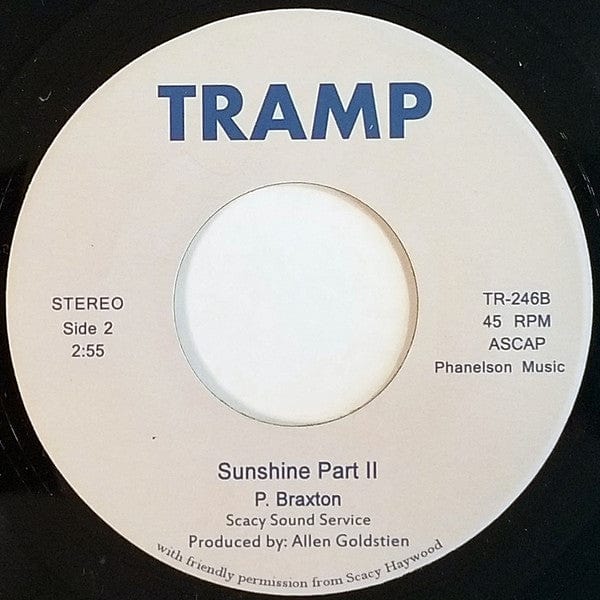 TRAMP
STEREO
Side 2
2:55
TR-246B
45 RPM
ASCAP
Phanelson Music
Sunshine Part II
P. Braxton
Scacy Sound Service
Produced by: Allen Goldstien
with friendly permission from Scacy Haywood